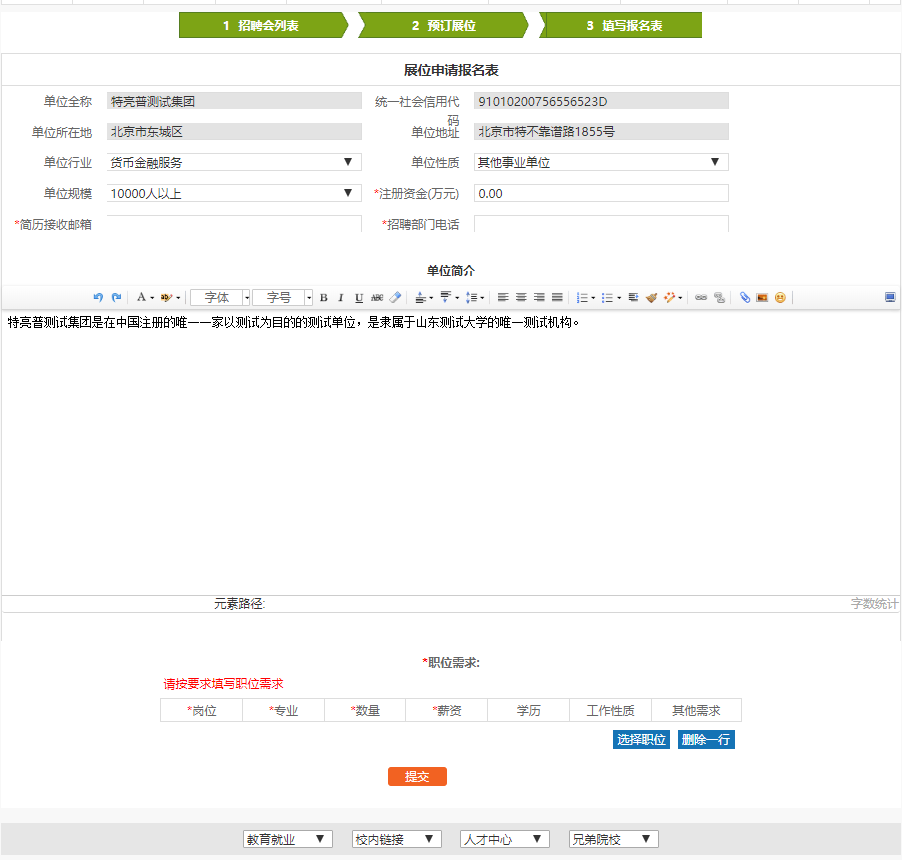 1 招聘会列表 2 预订展位 3 填写报名表
展位申请报名表
单位全称 特亮普测试集团 统一社会信用代码 91010200756556523D
单位所在地 北京市东城区 单位地址 北京市特不靠谱路1855号
单位行业 货币金融服务 ▼ 单位性质 其他事业单位 ▼
单位规模 10000人以上 ▼ *注册资金(万元) 0.00
*简历接收邮箱 *招聘部门电话
单位简介
A ab 字体 字号 B I U ABC
特亮普测试集团是在中国注册的唯一一家以测试为目的的测试单位，是隶属于山东测试大学的唯一测试机构。
元素路径: 字数统计
*职位需求:
请按要求填写职位需求
*岗位 *专业 *数量 *薪资 学历 工作性质 其他需求
选择职位 删除一行
提交
教育就业 ▼ 校内链接 ▼ 人才中心 ▼ 兄弟院校 ▼